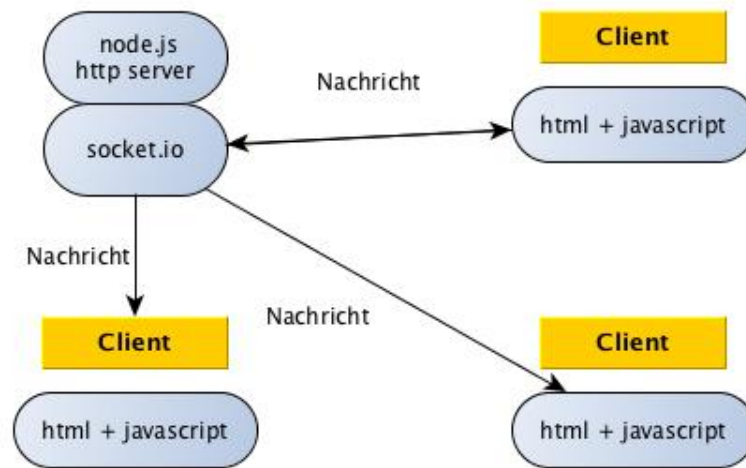 node.js
http server
Client
Nachricht
html + javascript
socket.io
Nachricht
Nachricht
Client
Client
html + javascript
html + javascript